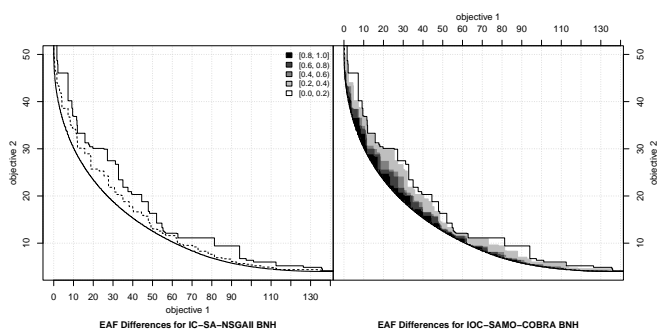 objective 1
0 10 20 30 40 50 60 70 80 90 100 110 130
50 40 30 20 10
objective 2
[0.8, 1.0]
[0.6, 0.8)
[0.4, 0.6)
[0.2, 0.4)
[0.0, 0.2)
50 40 30 20 10
objective 2
0 10 20 30 40 50 60 70 80 90 100 110 130
objective 1
EAF Differences for IC−SA−NSGAII BNH
EAF Differences for IOC−SAMO−COBRA BNH